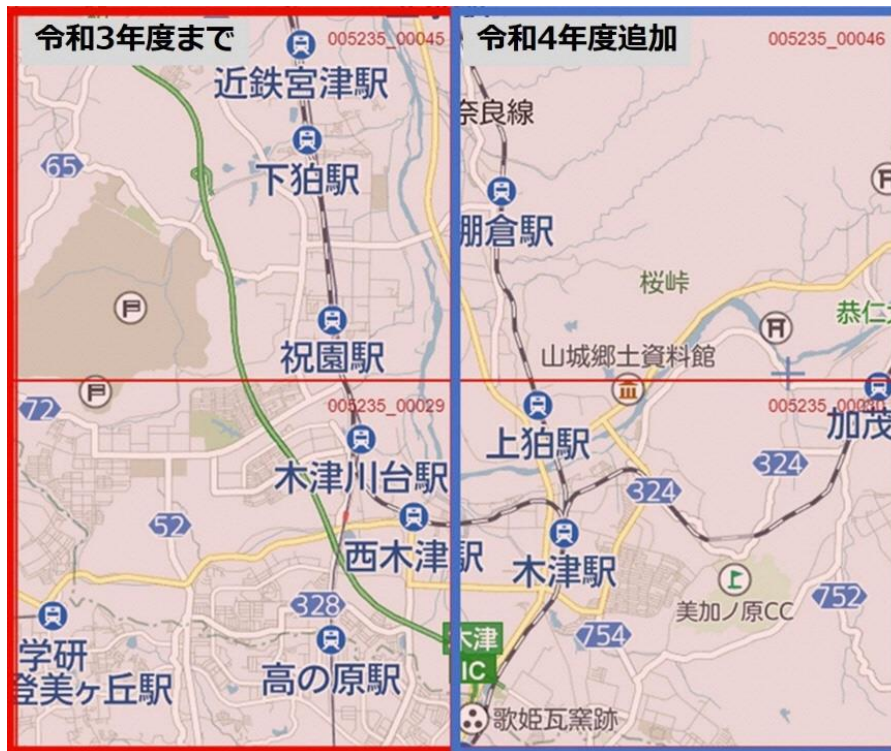 令和3年度まで
005235_00045
令和4年度追加
005235_00046
近鉄宮津駅
奈良線
65
下狛駅
棚倉駅
桜峠
恭仁
山城郷土資料館
祝園駅
72
005235_00029
上狛駅
加茂
木津川台駅
324
324
52
西木津駅
木津駅
328
美加ノ原CC
752
754
学研
登美ヶ丘駅
高の原駅
木津
IC
歌姫瓦窯跡